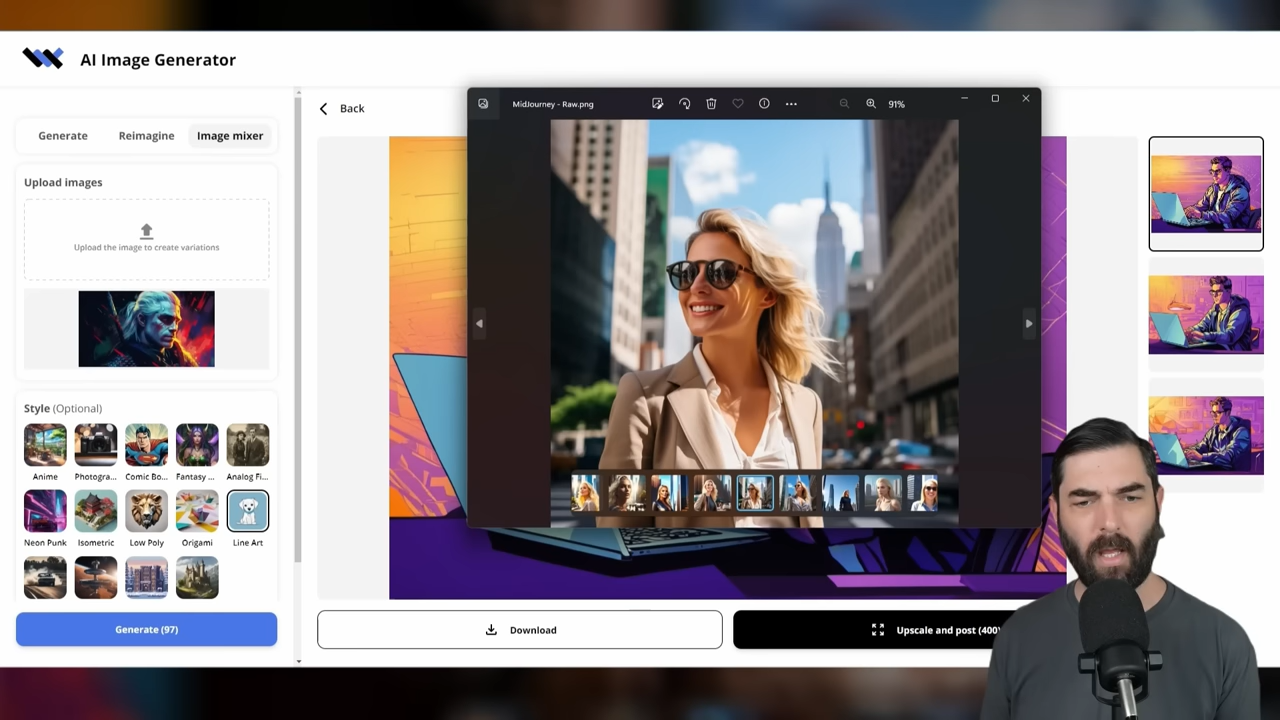 AI Image Generator
Generate
Reimagine
Image mixer
Upload images
Upload the image to create variations
Style (Optional)
Anime
Photogra...
Comic Bo...
Fantasy ...
Analog Fi...
Neon Punk
Isometric
Low Poly
Origami
Line Art
Generate (97)
Back
MidJourney - Raw.png
91%
Download
Upscale and post (400)